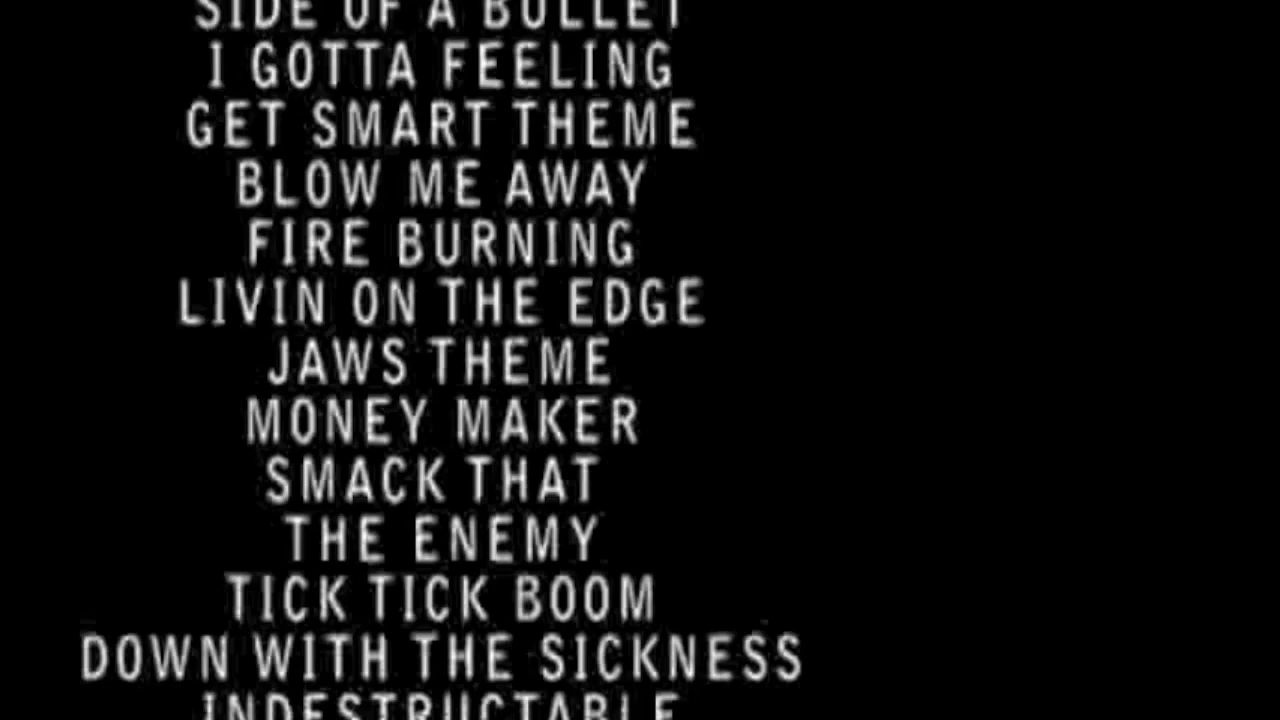 SIDE OF A BULLET
I GOTTA FEELING
GET SMART THEME
BLOW ME AWAY
FIRE BURNING
LIVIN ON THE EDGE
JAWS THEME
MONEY MAKER
SMACK THAT
THE ENEMY
TICK TICK BOOM
DOWN WITH THE SICKNESS
INDESTRUCTABLE